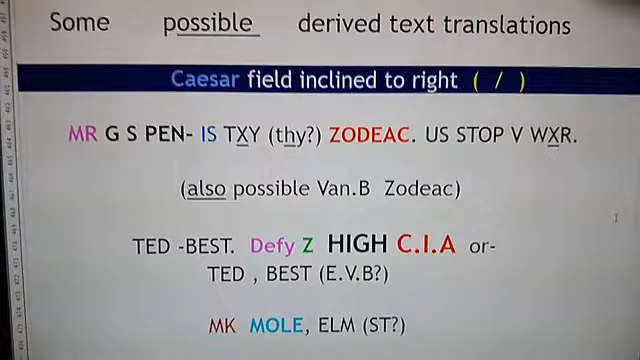 Some possible derived text translations
Caesar field inclined to right ( / )
MR G S PEN- IS TXY (thy?) ZODEAC. US STOP V WXR.
(also possible Van.B Zodeac)
TED -BEST. Defy Z HIGH C.I.A or-
TED , BEST (E.V.B?)
MK MOLE, ELM (ST?)